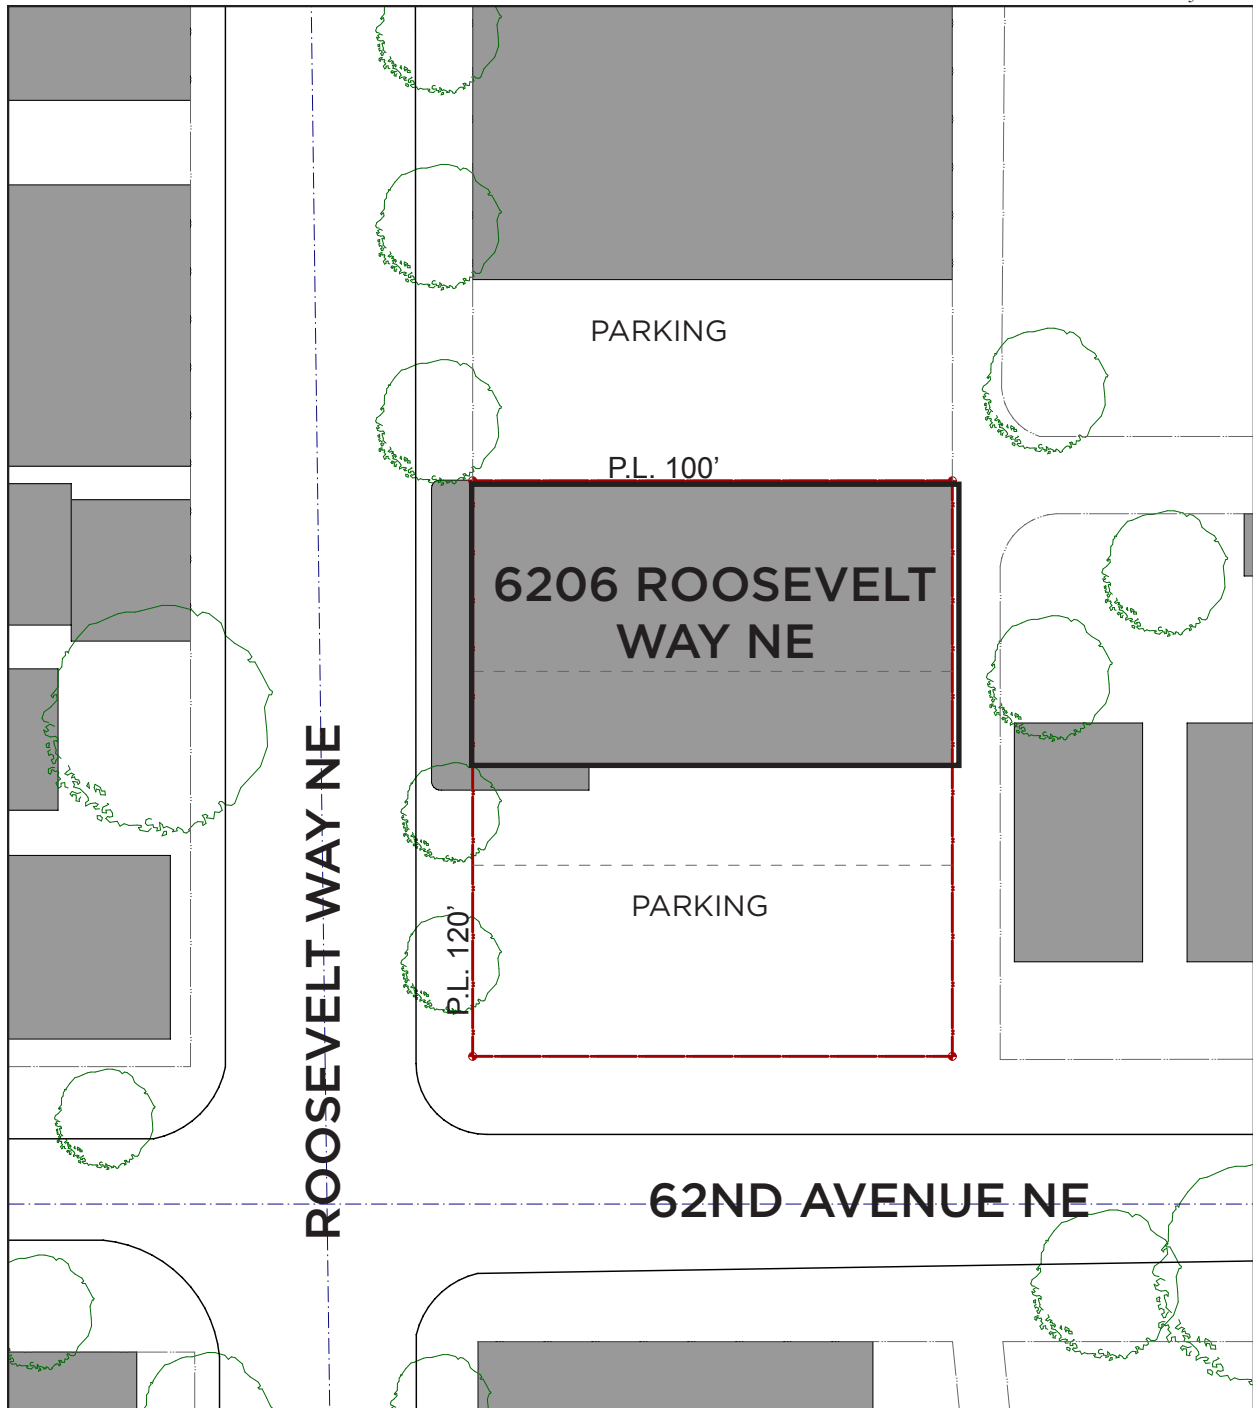 PARKING
P.L. 100’
6206 ROOSEVELT
WAY NE
ROOSEVELT WAY NE
PARKING
P.L. 120’
62ND AVENUE NE